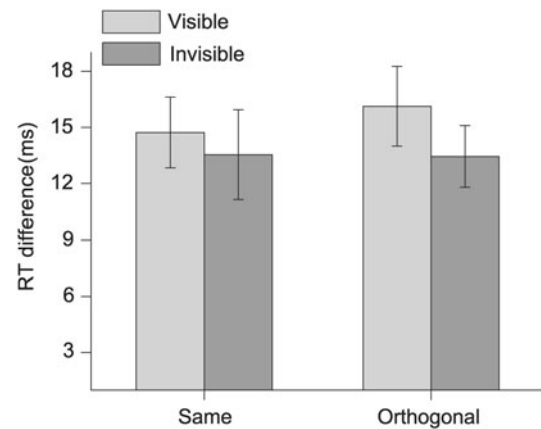 Visible
Invisible
RT difference(ms)
18
15
12
9
6
3
Same
Orthogonal